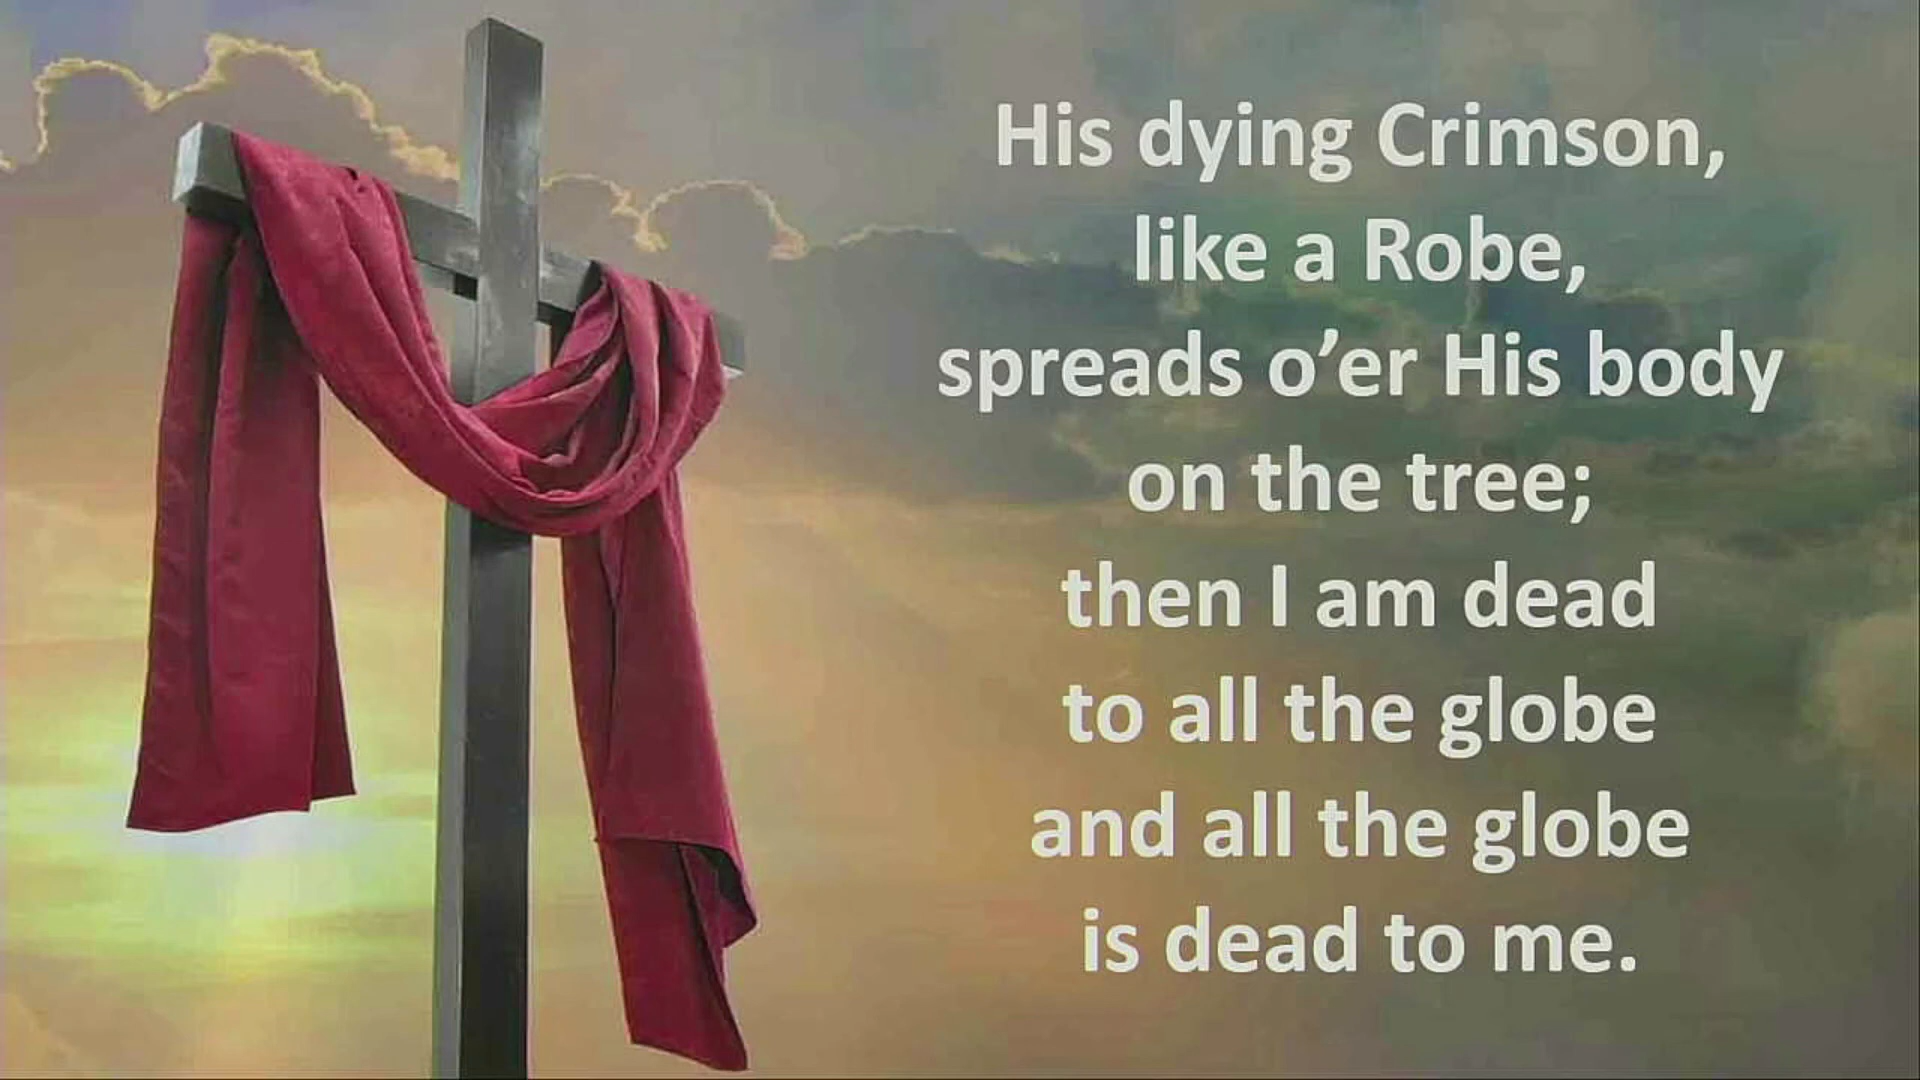 His dying Crimson,
like a Robe,
spreads o’er His body
on the tree;
then I am dead
to all the globe
and all the globe
is dead to me.